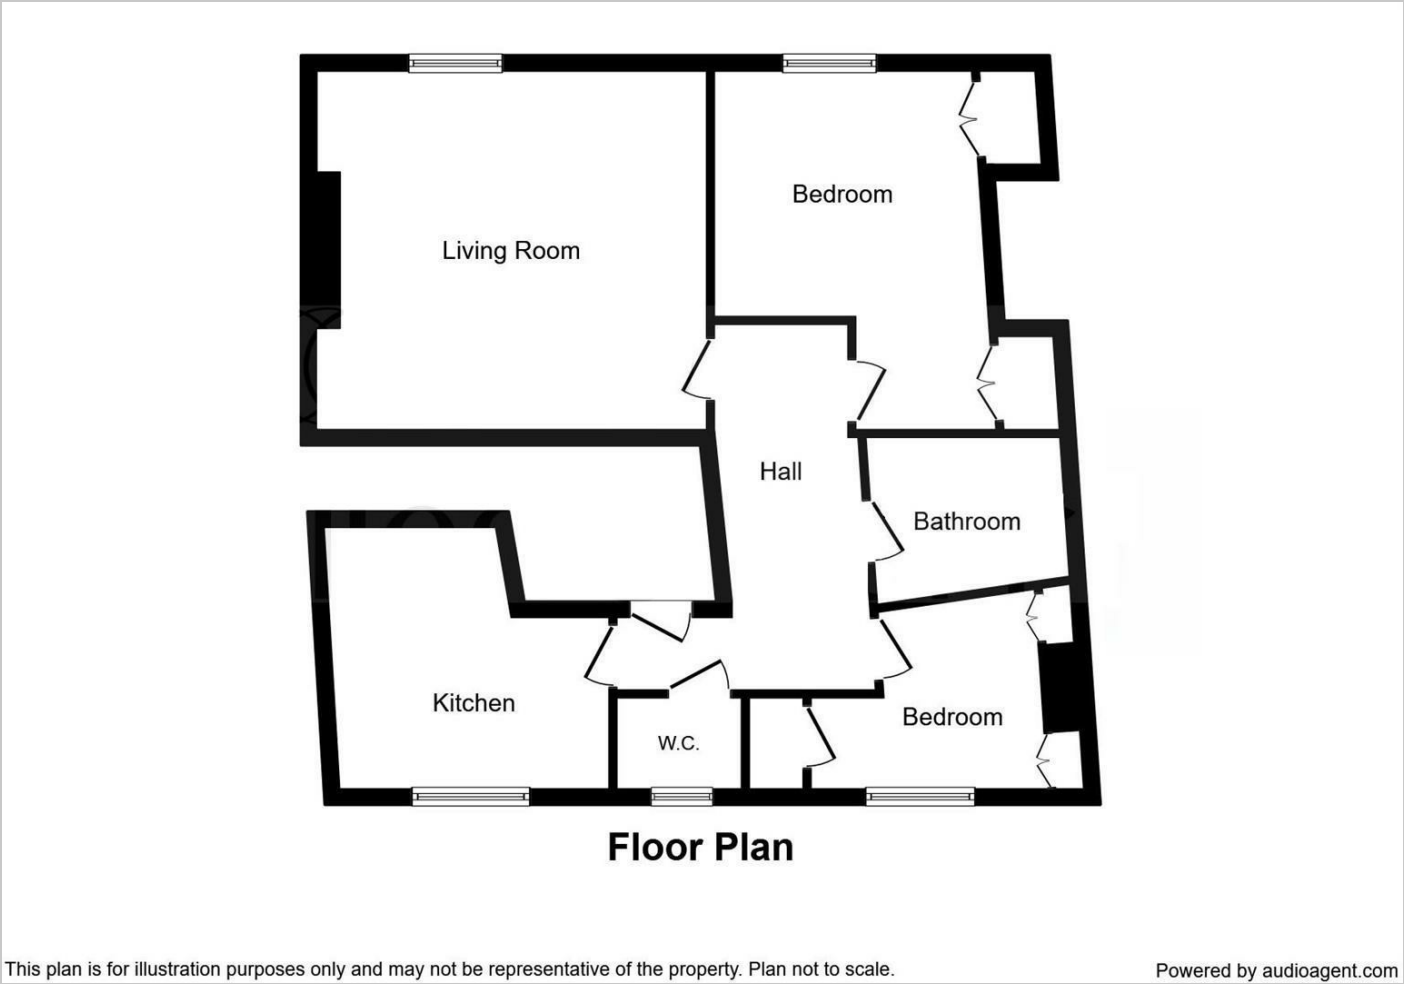 Bedroom
Living Room
Hall
Bathroom
Kitchen
Bedroom
W.C.
Floor Plan
This plan is for illustration purposes only and may not be representative of the property. Plan not to scale.
Powered by audioagent.com